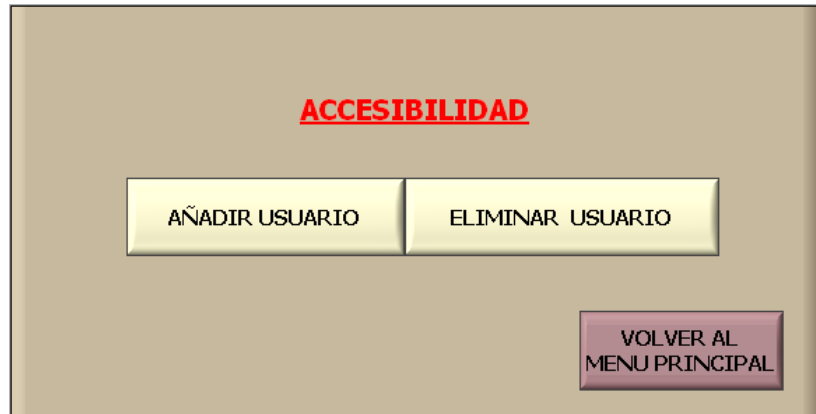 ACCESIBILIDAD
AÑADIR USUARIO
ELIMINAR USUARIO
VOLVER AL
MENU PRINCIPAL